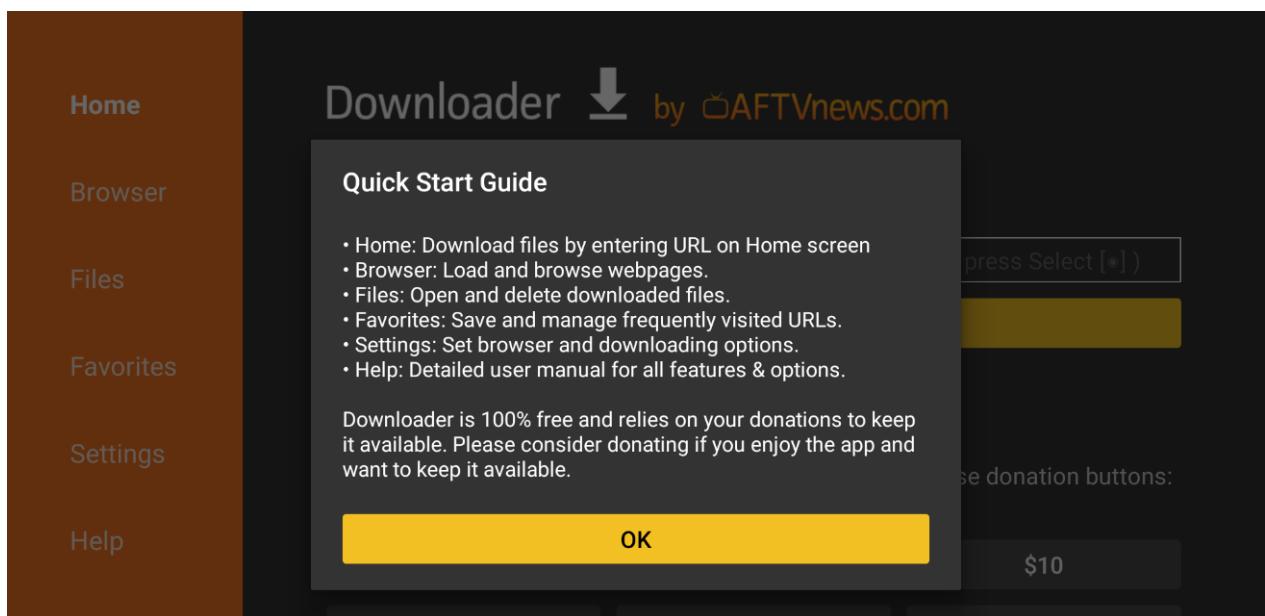 Home
Browser
Files
Favorites
Settings
Help
Downloader by AFTVnews.com
Quick Start Guide
• Home: Download files by entering URL on Home screen
• Browser: Load and browse webpages.
• Files: Open and delete downloaded files.
• Favorites: Save and manage frequently visited URLs.
• Settings: Set browser and downloading options.
• Help: Detailed user manual for all features & options.
Downloader is 100% free and relies on your donations to keep
it available. Please consider donating if you enjoy the app and
want to keep it available.
OK
press Select [◉] )
se donation buttons:
$10